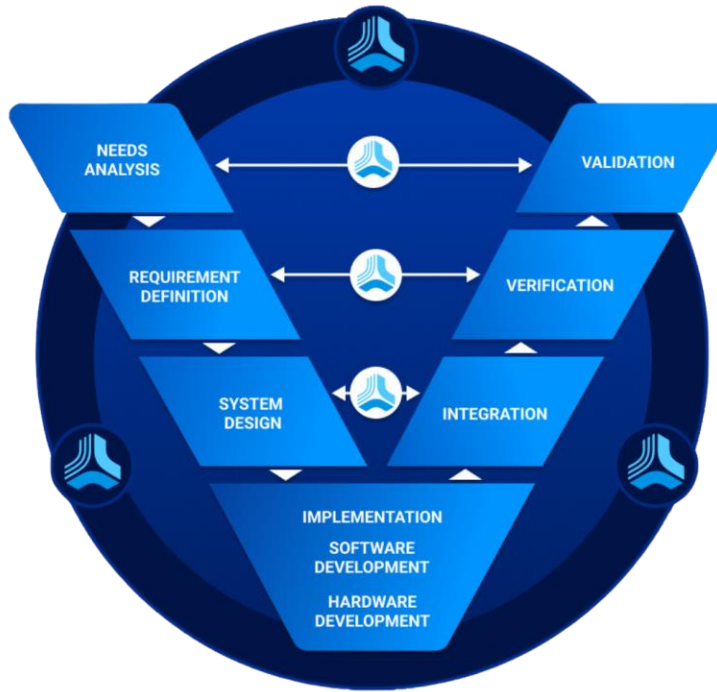 NEEDS
ANALYSIS
VALIDATION
REQUIREMENT
DEFINITION
VERIFICATION
SYSTEM
DESIGN
INTEGRATION
IMPLEMENTATION
SOFTWARE
DEVELOPMENT
HARDWARE
DEVELOPMENT